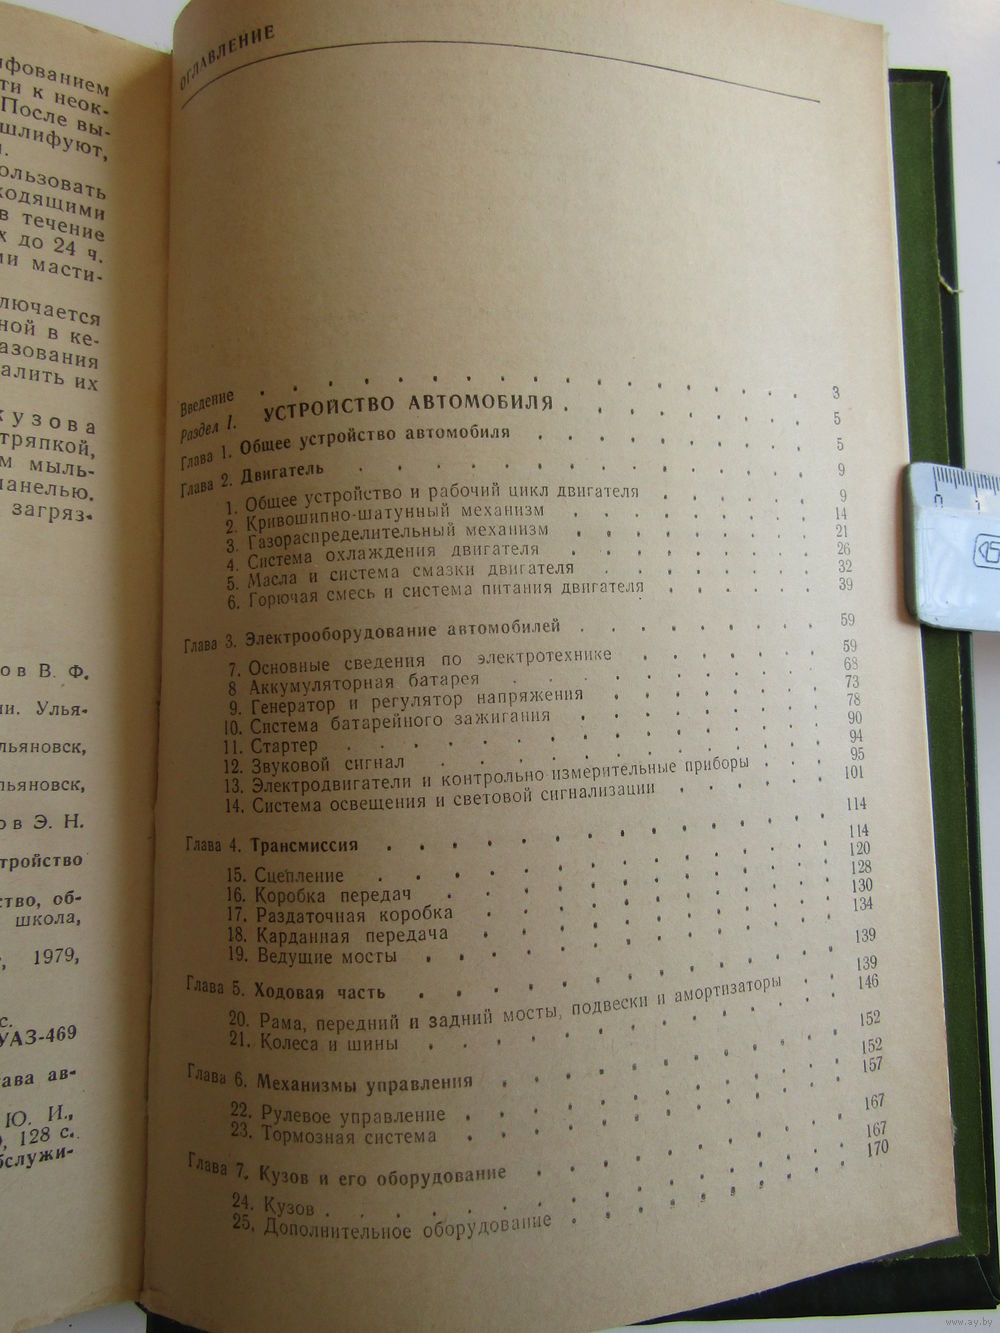 ифованием
ти к неок-
После вы-
шлифуют,
ользовать
ходящими
в течение
х до 24 ч.
ии масти-
лючается
ной в ке-
азования
алить их
кузова
тряпкой,
м мыль-
панелью.
загряз-
ов В. Ф.
ии. Улья-
льяновск,
льяновск,
ов Э. Н.
тройство
ство, об-
школа,
1979,
с.
УАЗ-469
ава ав-
Ю. И.,
128 с.
бслужи-
ОГЛАВЛЕНИЕ
Введение . . . 3
Раздел I. УСТРОЙСТВО АВТОМОБИЛЯ . . . 5
Глава 1. Общее устройство автомобиля . . . 5
Глава 2. Двигатель . . . 9
1. Общее устройство и рабочий цикл двигателя . . . 9
2. Кривошипно-шатунный механизм . . . 14
3. Газораспределительный механизм . . . 21
4. Система охлаждения двигателя . . . 26
5. Масла и система смазки двигателя . . . 32
6. Горючая смесь и система питания двигателя . . . 39
Глава 3. Электрооборудование автомобилей . . . 59
7. Основные сведения по электротехнике . . . 59
8 Аккумуляторная батарея . . . 68
9. Генератор и регулятор напряжения . . . 73
10. Система батарейного зажигания . . . 78
11. Стартер . . . 90
12. Звуковой сигнал . . . 94
13. Электродвигатели и контрольно-измерительные приборы . . . 95
14. Система освещения и световой сигнализации . . . 101
Глава 4. Трансмиссия . . . 114
15. Сцепление . . . 114
16. Коробка передач . . . 120
17. Раздаточная коробка . . . 128
18. Карданная передача . . . 130
19. Ведущие мосты . . . 134
Глава 5. Ходовая часть . . . 139
20. Рама, передний и задний мосты, подвески и амортизаторы . . . 139
21. Колеса и шины . . . 146
Глава 6. Механизмы управления . . . 152
22. Рулевое управление . . . 152
23. Тормозная система . . . 157
Глава 7. Кузов и его оборудование . . . 167
24. Кузов . . . 167
25. Дополнительное оборудование . . . 170
0 1
www.ay.by